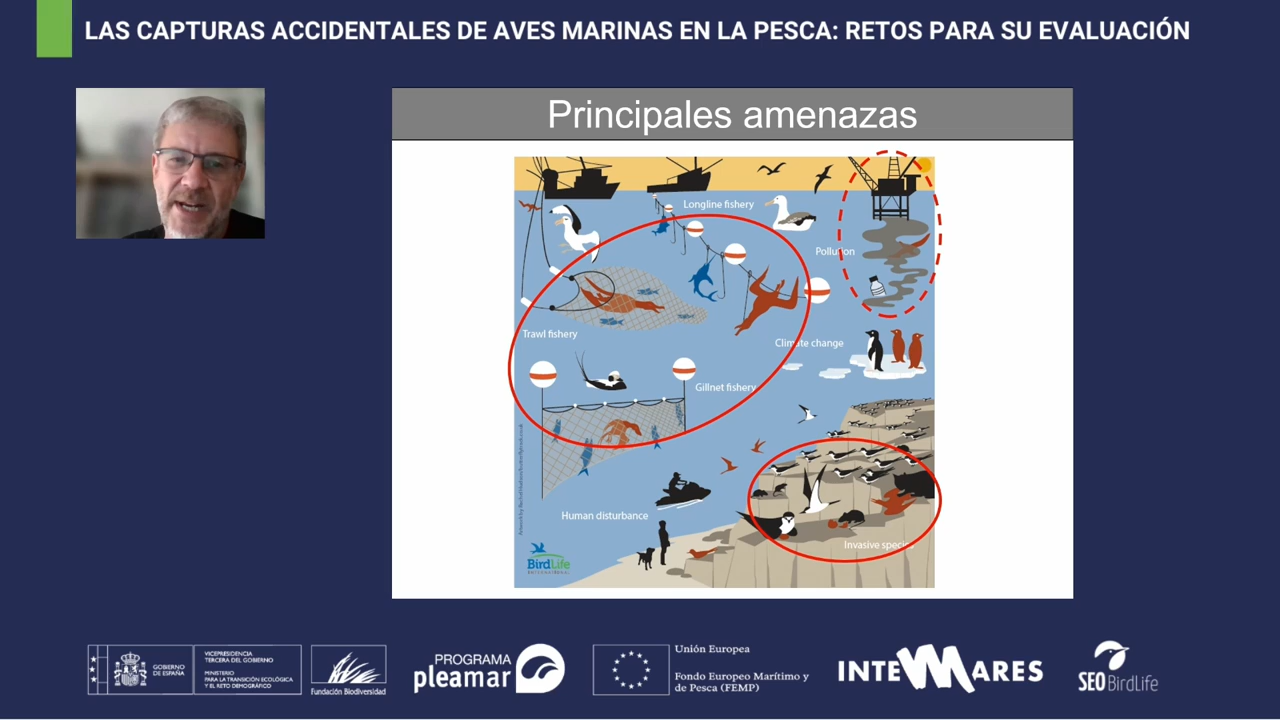 LAS CAPTURAS ACCIDENTALES DE AVES MARINAS EN LA PESCA: RETOS PARA SU EVALUACIÓN
Principales amenazas
Longline fishery
Pollution
Trawl fishery
Climate change
Gillnet fishery
Human disturbance
Invasive species
BirdLife
INTERNATIONAL
GOBIERNO
DE ESPAÑA
VICEPRESIDENCIA
TERCERA DEL GOBIERNO
MINISTERIO
PARA LA TRANSICIÓN ECOLÓGICA
Y EL RETO DEMOGRÁFICO
Fundación Biodiversidad
PROGRAMA
pleamar
Unión Europea
Fondo Europeo Marítimo y
de Pesca (FEMP)
INTEMARES
SEO BirdLife